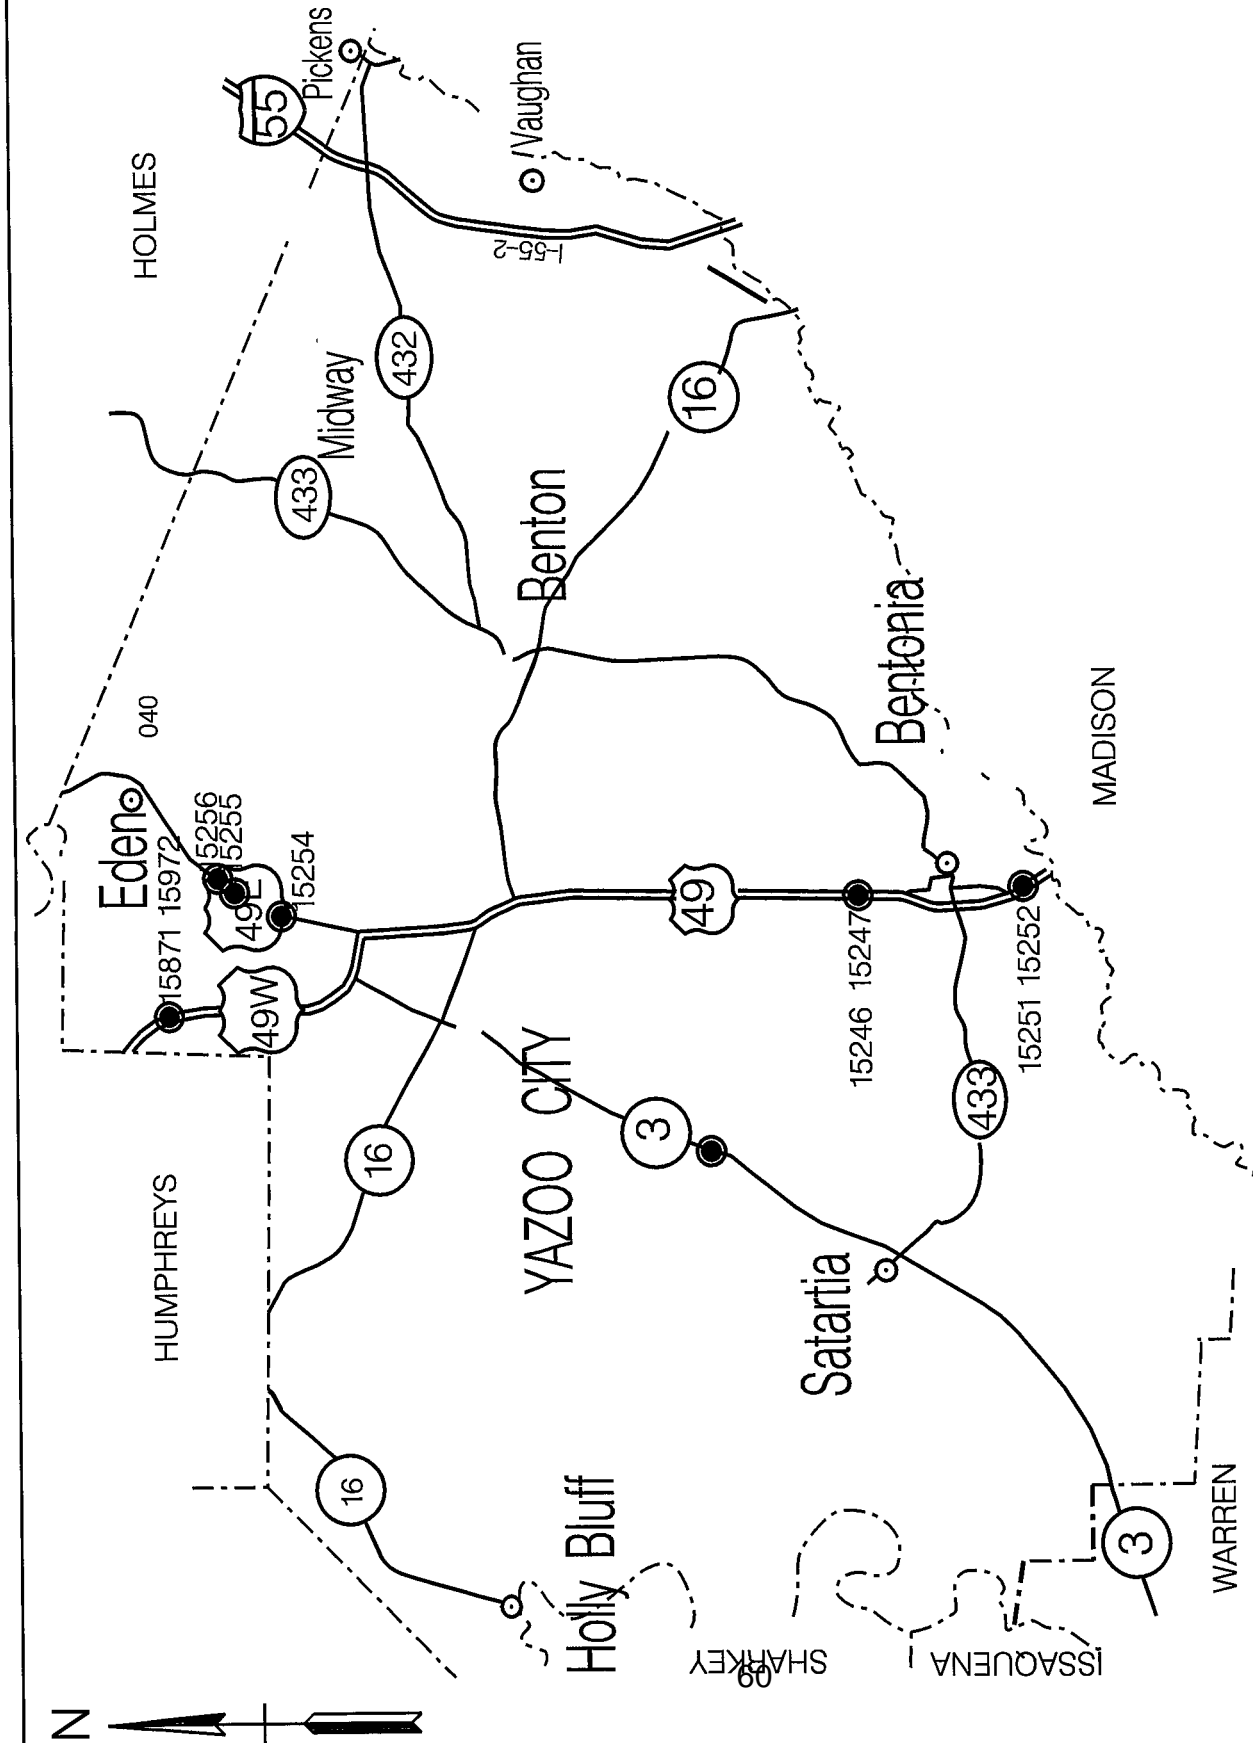 N
HUMPHREYS
HOLMES
040
Eden
15871 15972
15256
15255
15254
49E
49W
433
Midway
432
55
Pickens
Vaughan
I-55-2
16
16
16
Benton
YAZOO CITY
Holly Bluff
3
49
15246 15247
Bentonia
15251 15252
433
Satartia
MADISON
SHARKEY
60
ISSAQUENA
3
WARREN